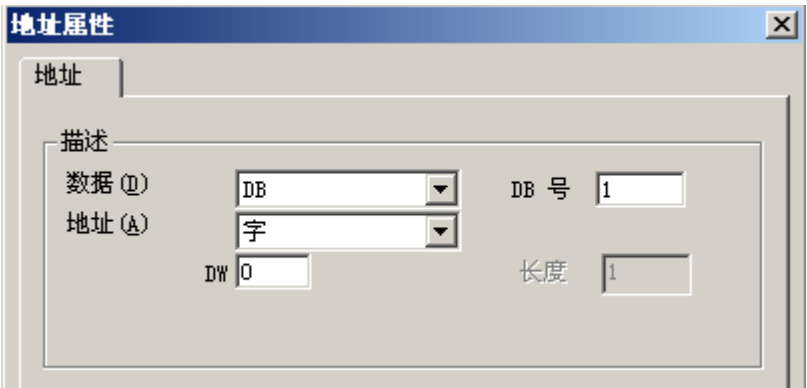 地址属性
地址
描述
数据(D) DB DB 号 1
地址(A) 字
DW 0 长度 1